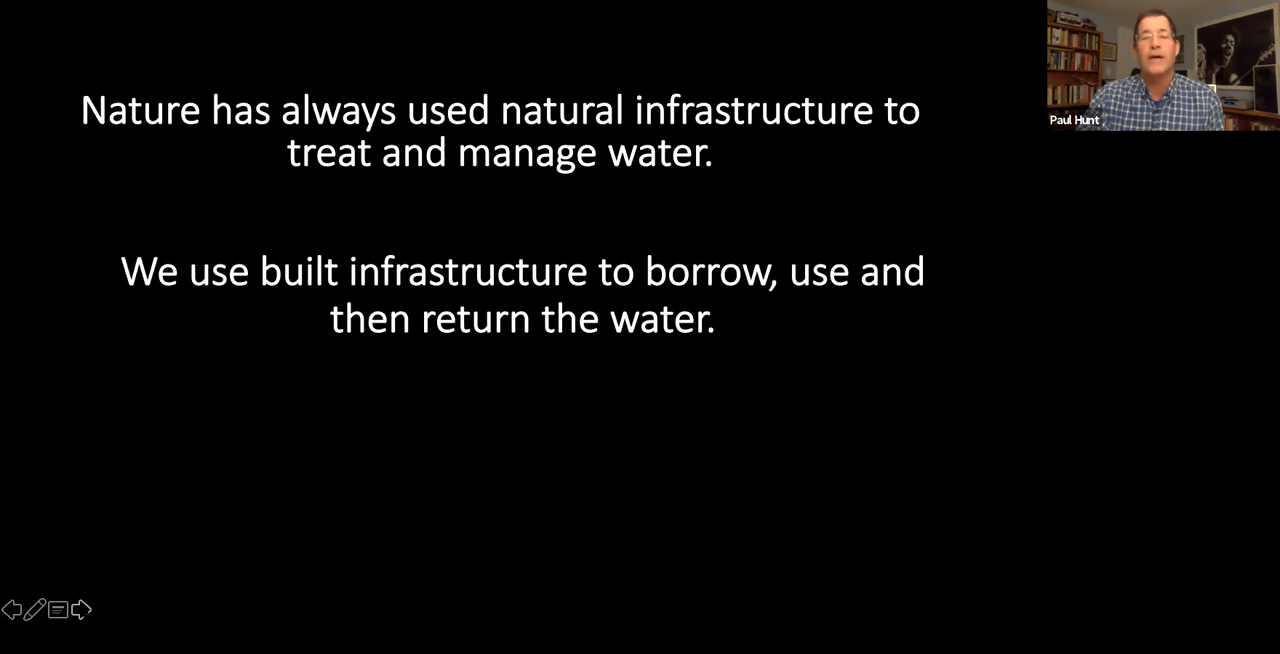 Nature has always used natural infrastructure to
treat and manage water.
We use built infrastructure to borrow, use and
then return the water.
Paul Hunt